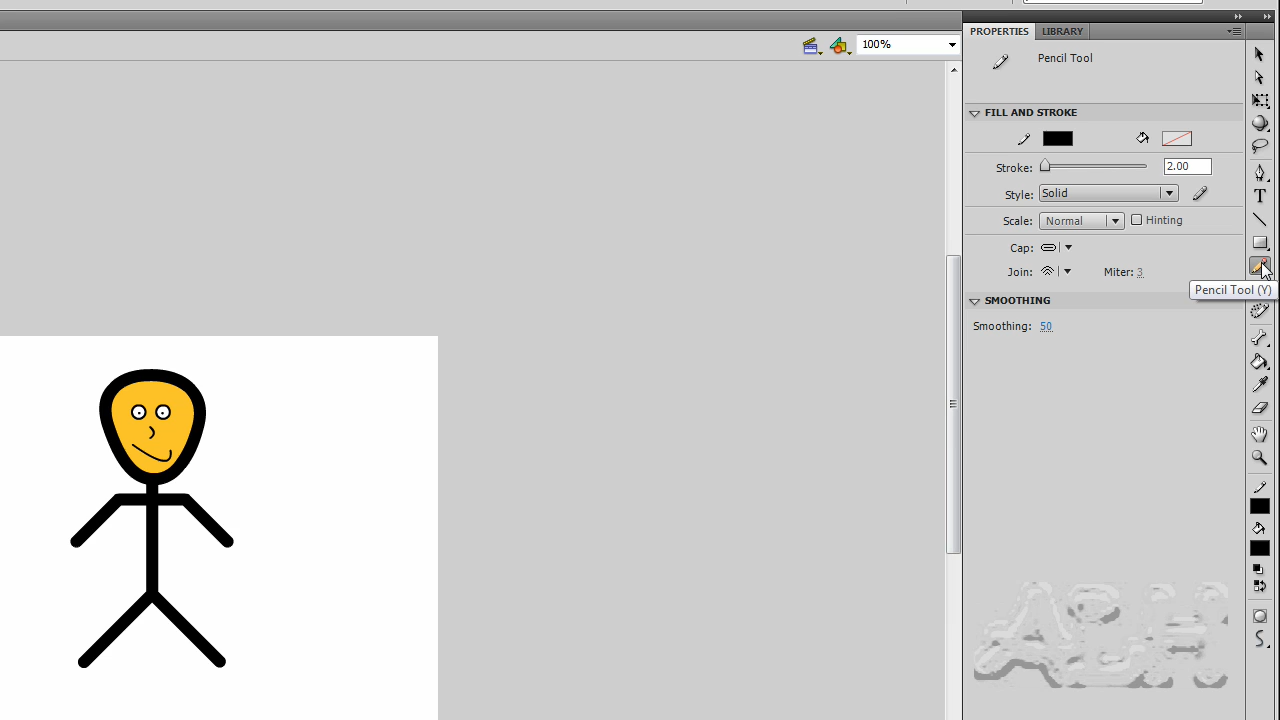 PROPERTIES LIBRARY
100%
Pencil Tool
FILL AND STROKE
Stroke: 2.00
Style: Solid
Scale: Normal Hinting
Cap:
Join: Miter: 3
Pencil Tool (Y)
SMOOTHING
Smoothing: 50
T